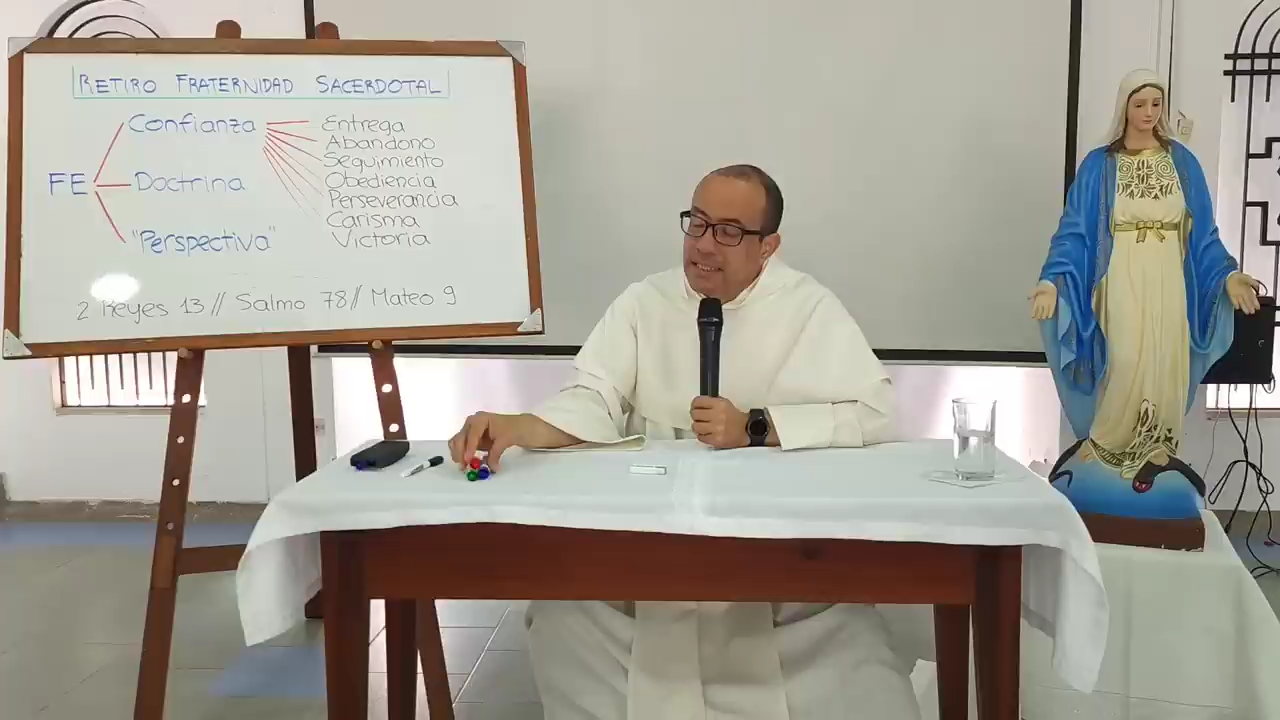 RETIRO FRATERNIDAD SACERDOTAL
FE
Confianza
Doctrina
"Perspectiva"
Entrega
Abandono
Seguimiento
Obediencia
Perseverancia
Carisma
Victoria
2 Reyes 13 // Salmo 78 // Mateo 9